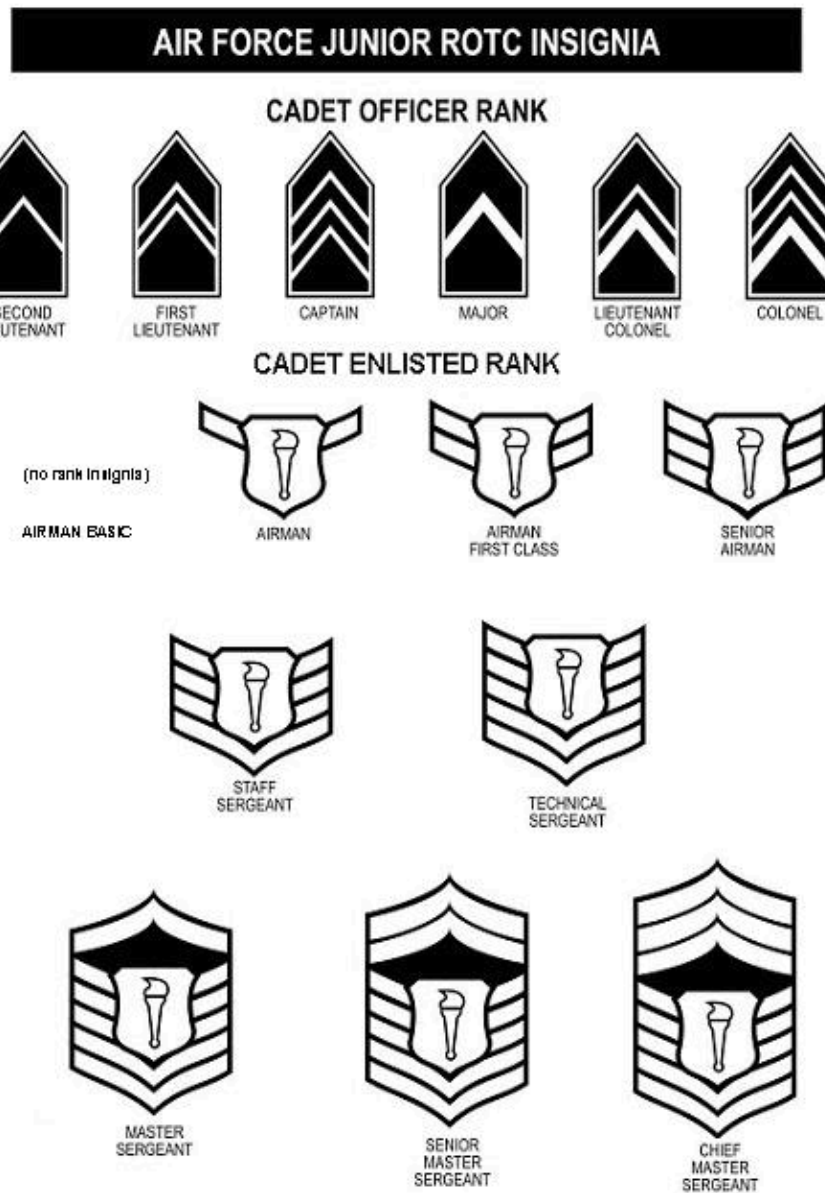 AIR FORCE JUNIOR ROTC INSIGNIA
CADET OFFICER RANK
SECOND
UTENANT
FIRST
LIEUTENANT
CAPTAIN
MAJOR
LIEUTENANT
COLONEL
COLONEL
CADET ENLISTED RANK
(no rank insignia)
AIRMAN BASIC
AIRMAN
AIRMAN
FIRST CLASS
SENIOR
AIRMAN
STAFF
SERGEANT
TECHNICAL
SERGEANT
MASTER
SERGEANT
SENIOR
MASTER
SERGEANT
CHIEF
MASTER
SERGEANT